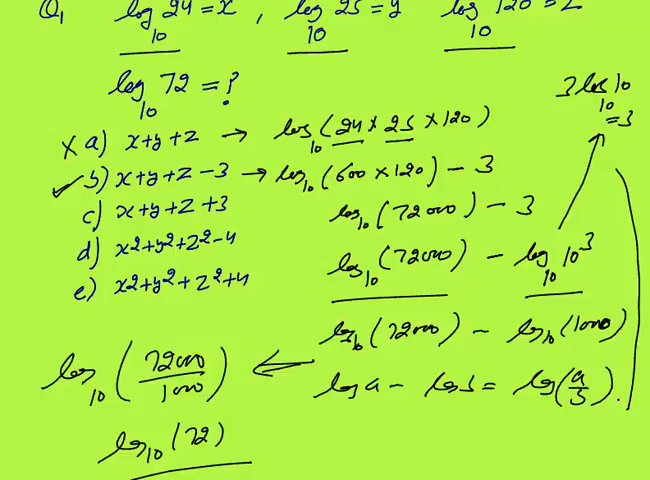 Q1 log10 24 = x , log10 25 = y log10 120 = z
log10 72 = ?
3 log10 10 = 3
X a) x+y+z → log10 (24 x 25 x 120)
✓ b) x+y+z-3 → log10 (600 x 120) - 3
c) x+y+z+3
log10 (72000) - 3
d) x²+y²+z²-4
log10 (72000) - log10 10³
e) x²+y²+z²+4
log10 (72000) - log10 (1000)
log10 (72000/1000) ⇐
log a - log b = log (a/b).
log10 (72)